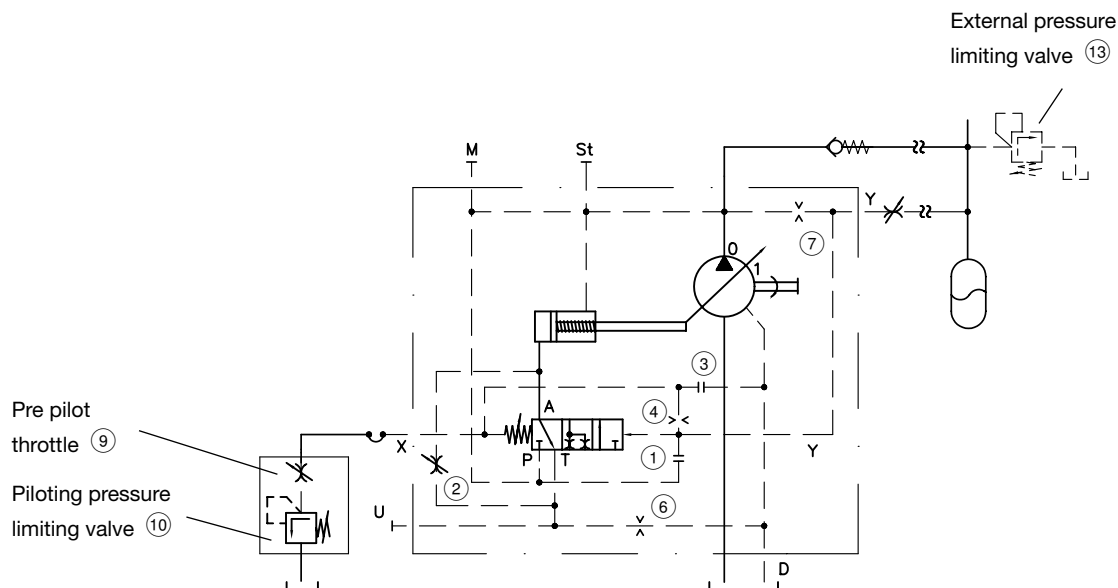 External pressure
limiting valve 13
M
St
Y
7
0
1
3
A
4
Pre pilot
throttle 9
X
P
T
1
Y
2
Piloting pressure
limiting valve 10
U
6
D